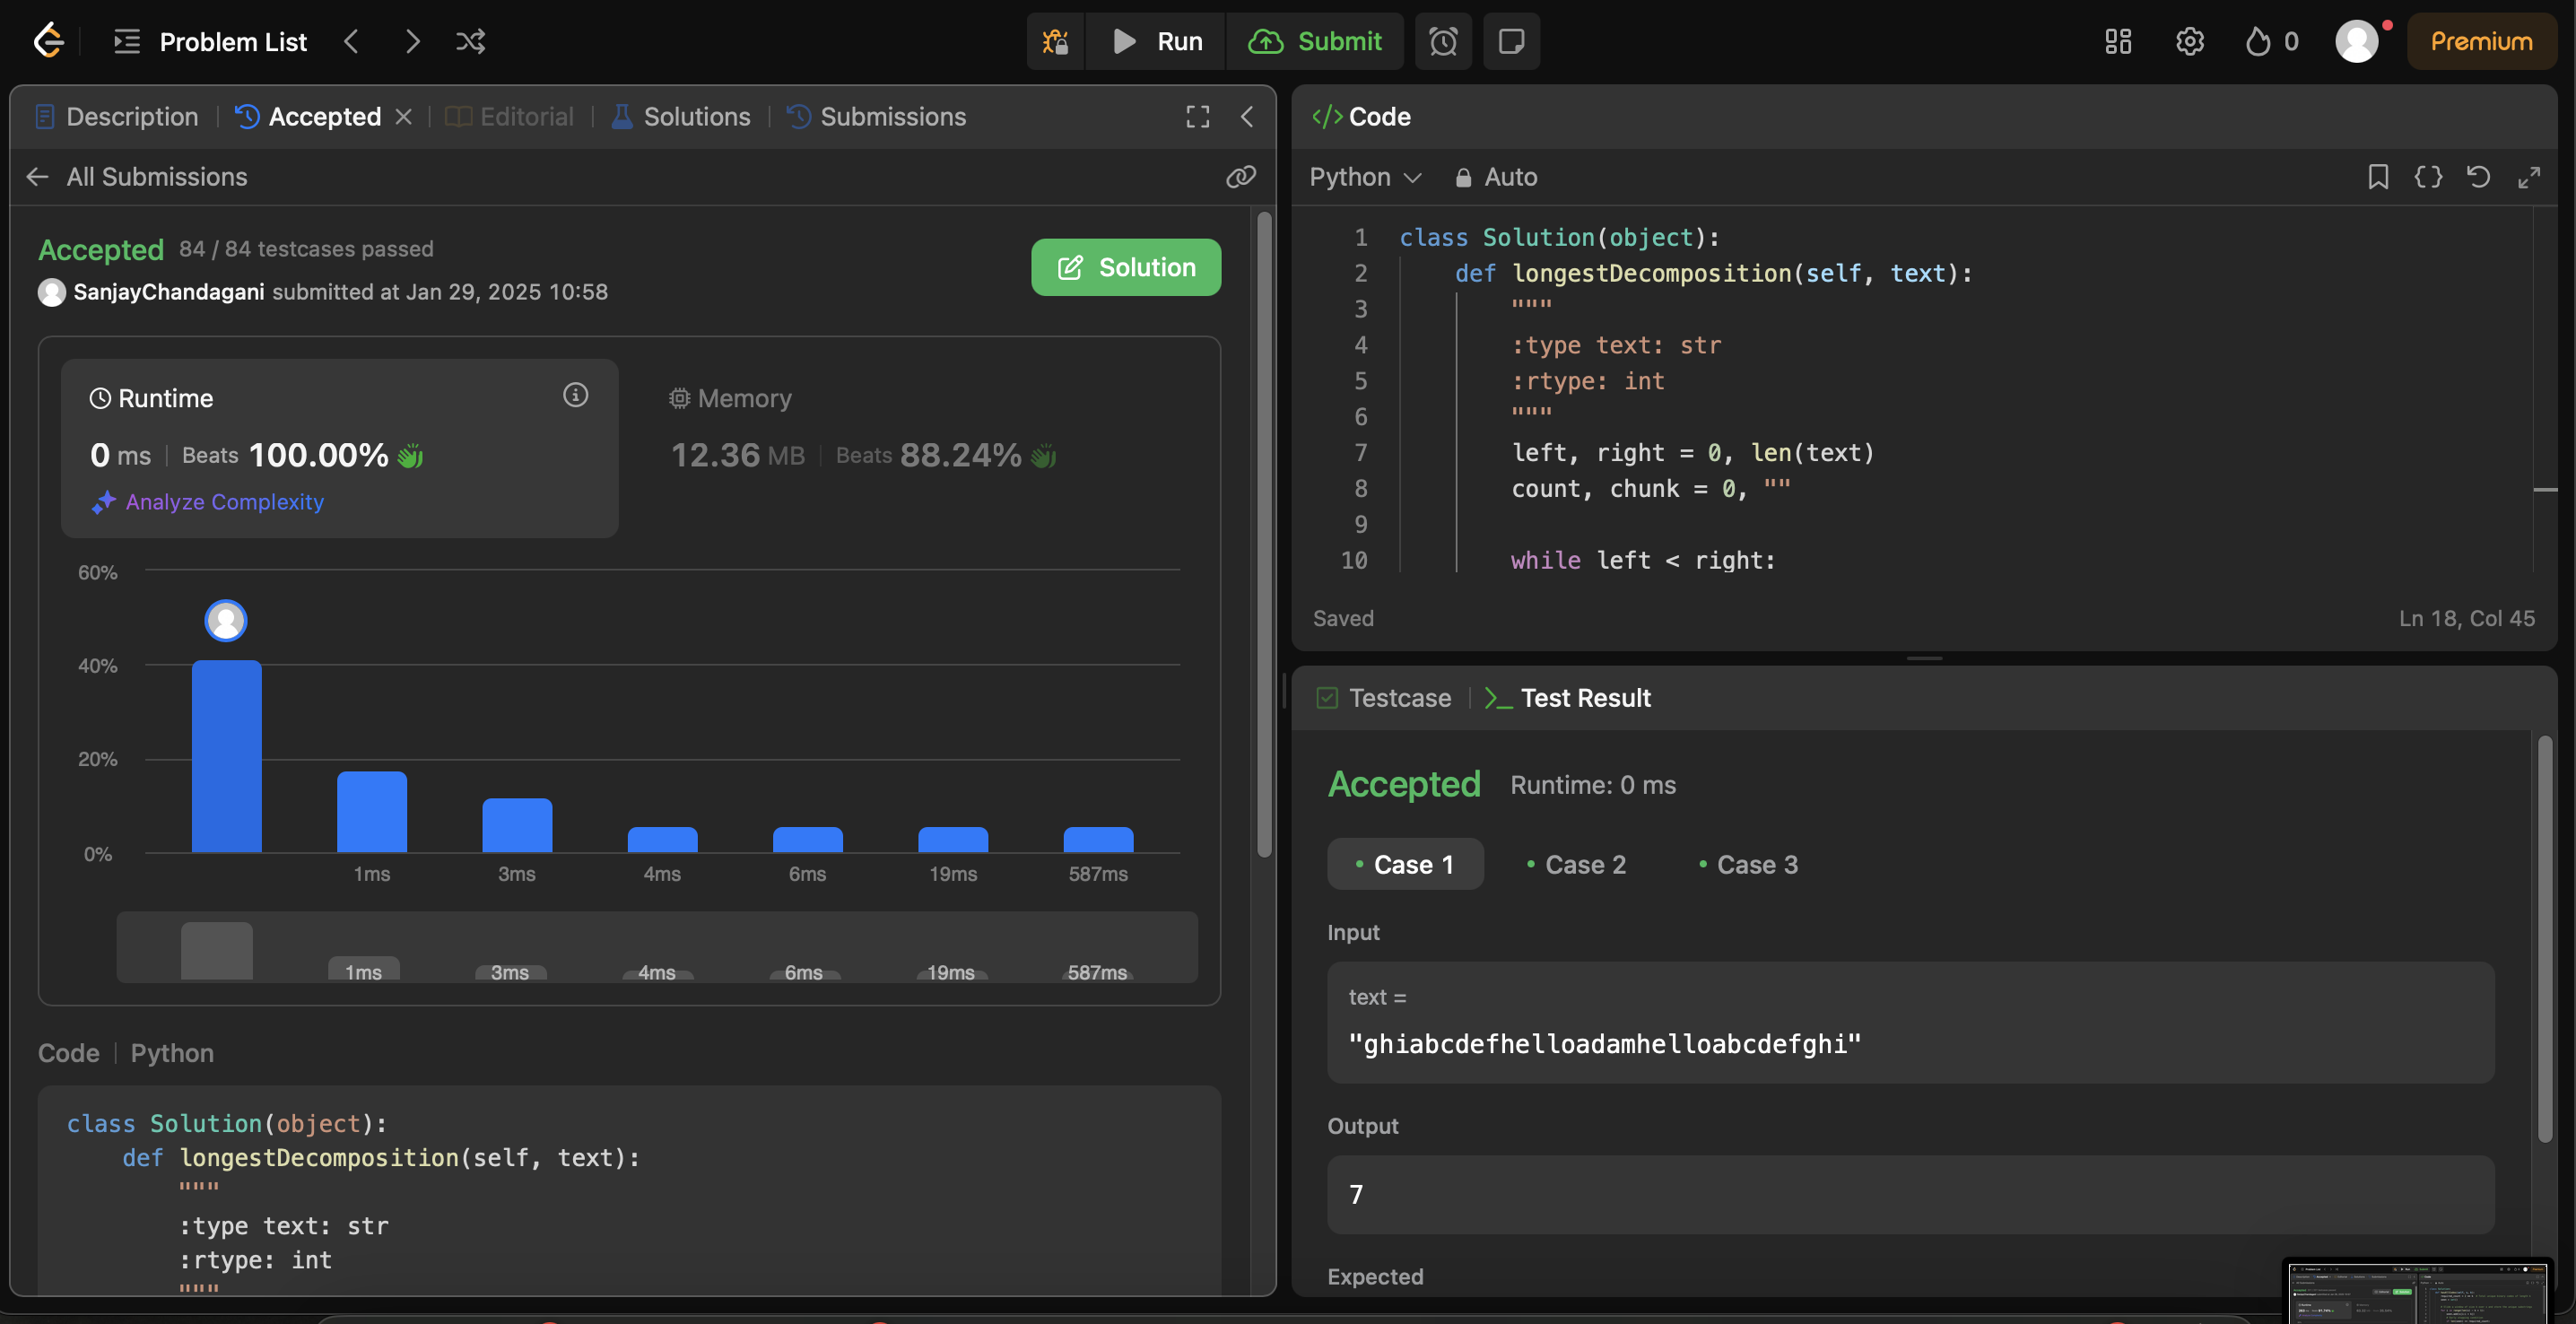 Problem List
Run
Submit
0
Premium
Description
Accepted
Editorial
Solutions
Submissions
All Submissions
Accepted 84 / 84 testcases passed
SanjayChandagani submitted at Jan 29, 2025 10:58
Solution
Runtime
0 ms Beats 100.00%
Analyze Complexity
Memory
12.36 MB Beats 88.24%
60%
40%
20%
0%
1ms 3ms 4ms 6ms 19ms 587ms
1ms 3ms 4ms 6ms 19ms 587ms
Code Python
class Solution(object):
def longestDecomposition(self, text):
"""
:type text: str
:rtype: int
"""
Code
Python Auto
1 class Solution(object):
2 def longestDecomposition(self, text):
3 """
4 :type text: str
5 :rtype: int
6 """
7 left, right = 0, len(text)
8 count, chunk = 0, ""
9
10 while left < right:
Saved
Ln 18, Col 45
Testcase
Test Result
Accepted Runtime: 0 ms
Case 1
Case 2
Case 3
Input
text =
"ghiabcdefhelloadamhelloabcdefghi"
Output
7
Expected